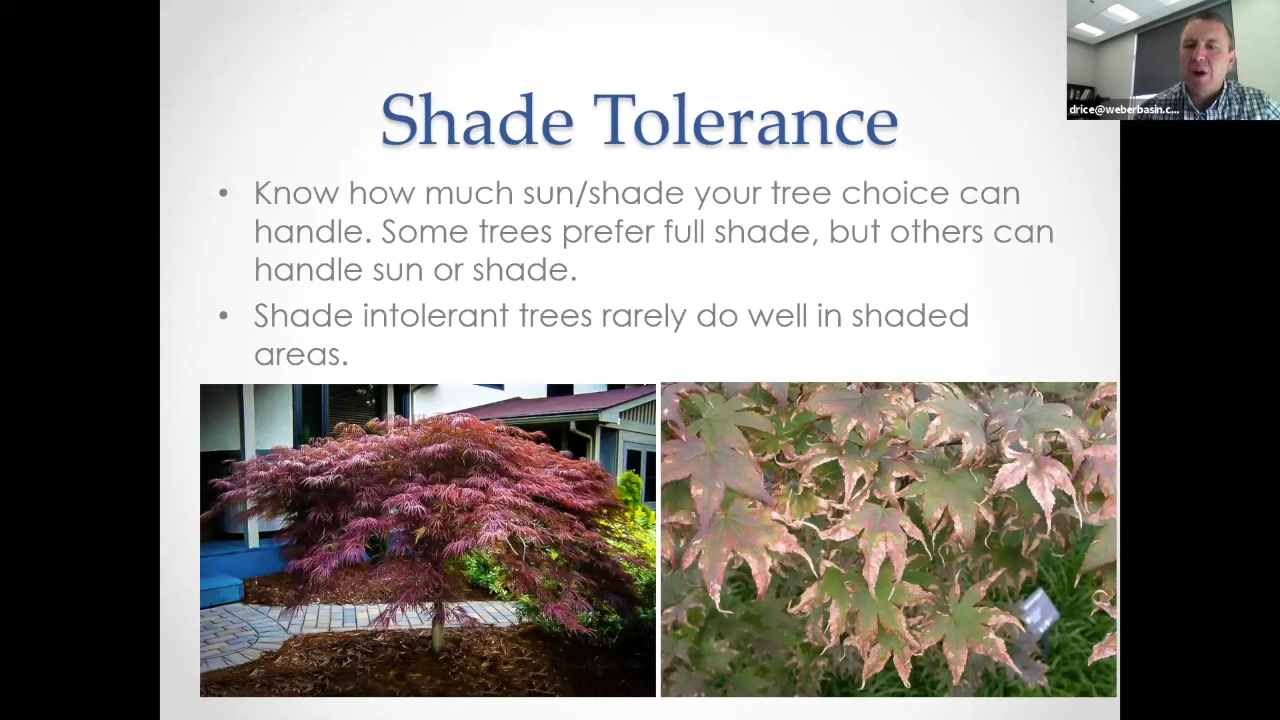 Shade Tolerance
drice@weberbasin.c...
• Know how much sun/shade your tree choice can
handle. Some trees prefer full shade, but others can
handle sun or shade.
• Shade intolerant trees rarely do well in shaded
areas.